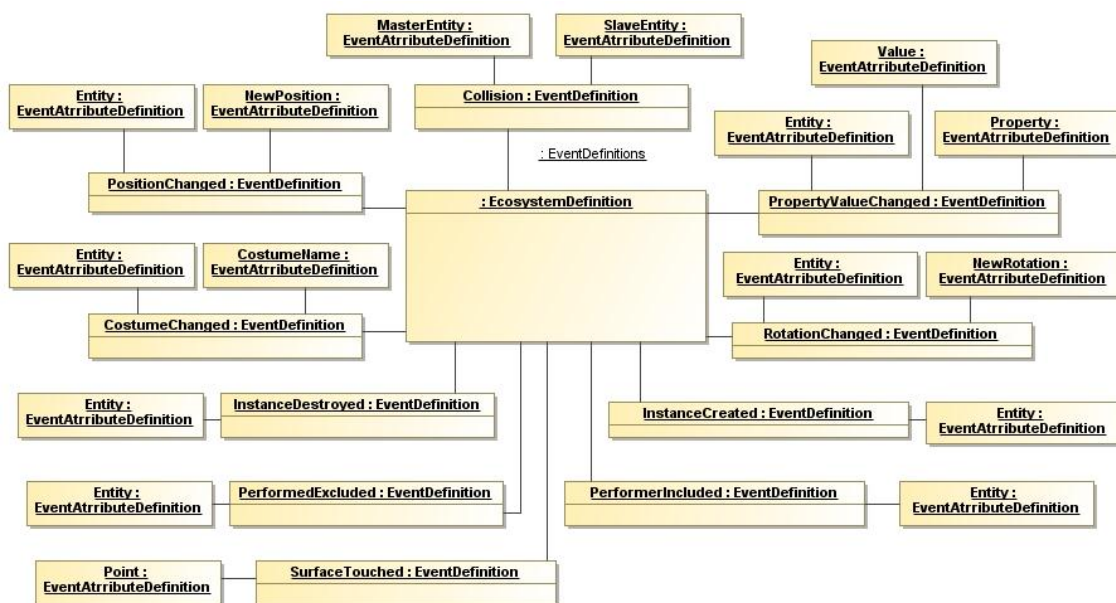 MasterEntity :
EventAtrributeDefinition
SlaveEntity :
EventAtrributeDefinition
Value :
EventAtrributeDefinition
Entity :
EventAtrributeDefinition
NewPosition :
EventAtrributeDefinition
Collision : EventDefinition
Entity :
EventAtrributeDefinition
Property :
EventAtrributeDefinition
: EventDefinitions
PositionChanged : EventDefinition
: EcosystemDefinition
PropertyValueChanged : EventDefinition
Entity :
EventAtrributeDefinition
CostumeName :
EventAtrributeDefinition
Entity :
EventAtrributeDefinition
NewRotation :
EventAtrributeDefinition
CostumeChanged : EventDefinition
RotationChanged : EventDefinition
Entity :
EventAtrributeDefinition
InstanceDestroyed : EventDefinition
InstanceCreated : EventDefinition
Entity :
EventAtrributeDefinition
Entity :
EventAtrributeDefinition
PerformedExcluded : EventDefinition
PerformerIncluded : EventDefinition
Entity :
EventAtrributeDefinition
Point :
EventAtrributeDefinition
SurfaceTouched : EventDefinition